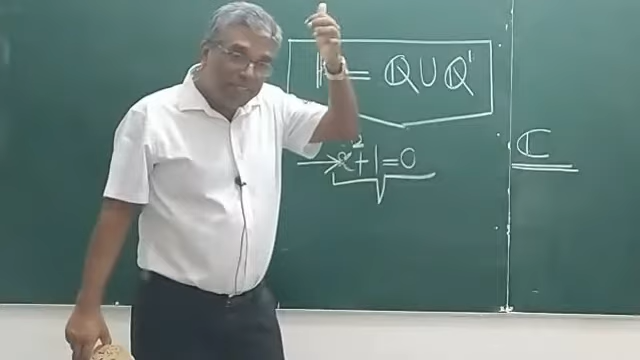 = ℚ ∪ ℚ'
x² + 1 = 0
ℂ